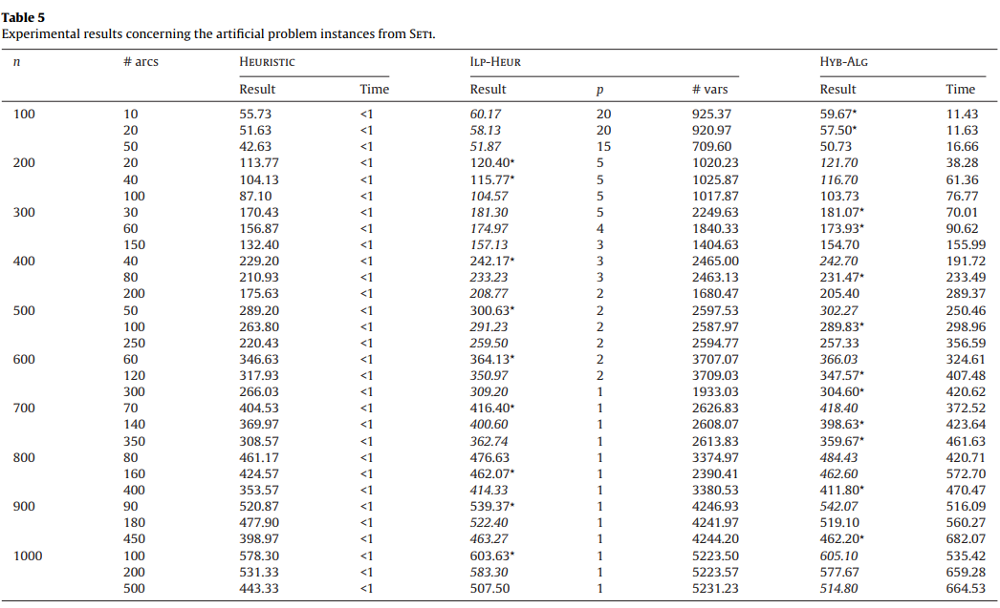 Table 5
Experimental results concerning the artificial problem instances from SET1.
n # arcs HEURISTIC ILP-HEUR HYB-ALG
Result Time Result p # vars Result Time
100 10 55.73 <1 60.17 20 925.37 59.67* 11.43
20 51.63 <1 58.13 20 920.97 57.50* 11.63
50 42.63 <1 51.87 15 709.60 50.73 16.66
200 20 113.77 <1 120.40* 5 1020.23 121.70 38.28
40 104.13 <1 115.77* 5 1025.87 116.70 61.36
100 87.10 <1 104.57 5 1017.87 103.73 76.77
300 30 170.43 <1 181.30 5 2249.63 181.07* 70.01
60 156.87 <1 174.97 4 1840.33 173.93* 90.62
150 132.40 <1 157.13 3 1404.63 154.70 155.99
400 40 229.20 <1 242.17* 3 2465.00 242.70 191.72
80 210.93 <1 233.23 3 2463.13 231.47* 233.49
200 175.63 <1 208.77 2 1680.47 205.40 289.37
500 50 289.20 <1 300.63* 2 2597.53 302.27 250.46
100 263.80 <1 291.23 2 2587.97 289.83* 298.96
250 220.43 <1 259.50 2 2594.77 257.33 356.59
600 60 346.63 <1 364.13* 2 3707.07 366.03 324.61
120 317.93 <1 350.93 2 3709.03 347.57* 407.48
300 266.03 <1 309.20 1 1933.03 304.60* 420.62
700 70 404.53 <1 416.40* 1 2626.83 418.40 372.52
140 369.97 <1 400.60 1 2608.07 398.63* 423.64
350 308.57 <1 362.74 1 2613.83 359.67* 461.63
800 80 461.17 <1 476.63 1 3374.97 484.43 420.71
160 424.57 <1 462.07* 1 2390.41 462.60 572.70
400 353.57 <1 414.33 1 3380.53 411.80* 470.47
900 90 520.87 <1 539.37* 1 4246.93 542.07 516.09
180 477.90 <1 522.40 1 4241.97 519.10 560.27
450 398.97 <1 463.27 1 4244.20 462.20* 682.07
1000 100 578.30 <1 603.63* 1 5223.50 605.10 535.42
200 531.33 <1 583.30 1 5223.57 577.67 659.28
500 443.33 <1 507.50 1 5231.23 514.80 664.53